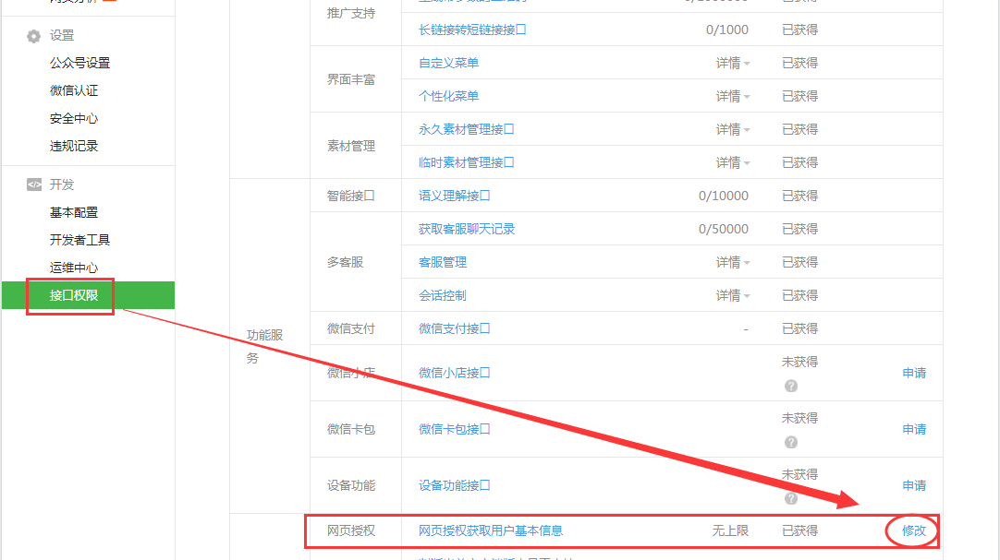 设置
公众号设置
微信认证
安全中心
违规记录
</>
开发
基本配置
开发者工具
运维中心
接口权限
推广支持
长链接转短链接接口 0/1000 已获得
界面丰富
自定义菜单 详情 已获得
个性化菜单 详情 已获得
素材管理
永久素材管理接口 详情 已获得
临时素材管理接口 详情 已获得
功能服务
智能接口
语义理解接口 0/10000 已获得
多客服
获取客服聊天记录 0/50000 已获得
客服管理 详情 已获得
会话控制 详情 已获得
微信支付 微信支付接口 - 已获得
微信小店 微信小店接口 未获得 ? 申请
微信卡包 微信卡包接口 未获得 ? 申请
设备功能 设备功能接口 未获得 ? 申请
网页授权 网页授权获取用户基本信息 无上限 已获得 修改